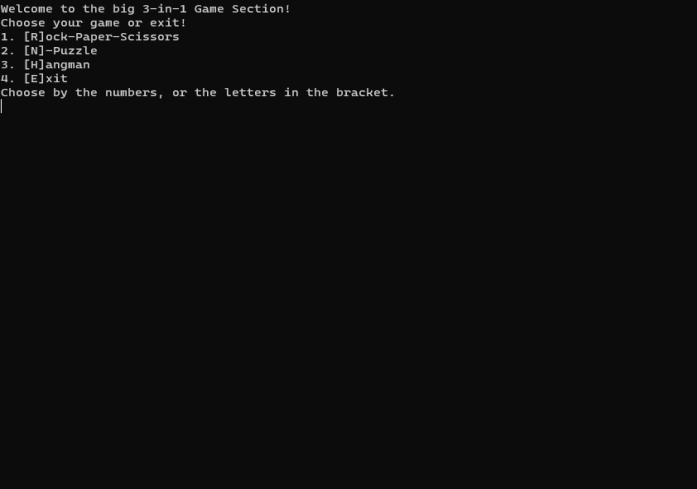 Welcome to the big 3-in-1 Game Section!
Choose your game or exit!
1. [R]ock-Paper-Scissors
2. [N]-Puzzle
3. [H]angman
4. [E]xit
Choose by the numbers, or the letters in the bracket.